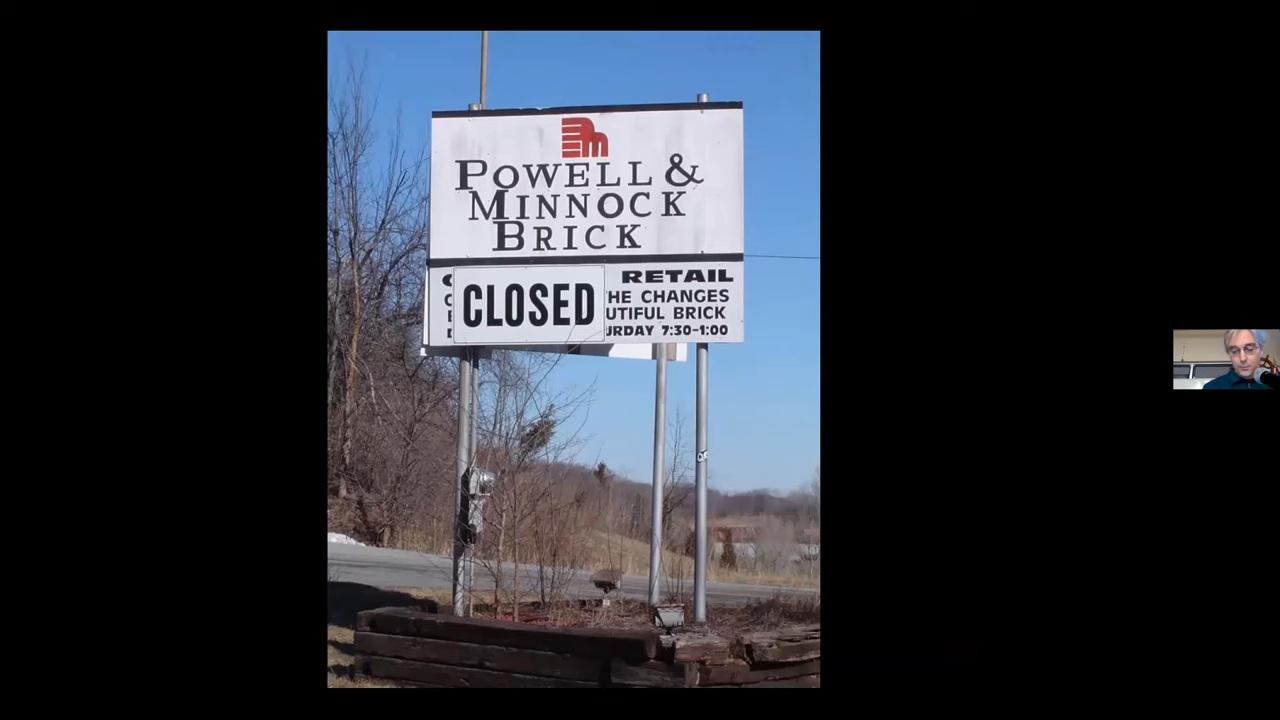 POWELL &
MINNOCK
BRICK
RETAIL
CLOSED
HE CHANGES
UTIFUL BRICK
URDAY 7:30-1:00